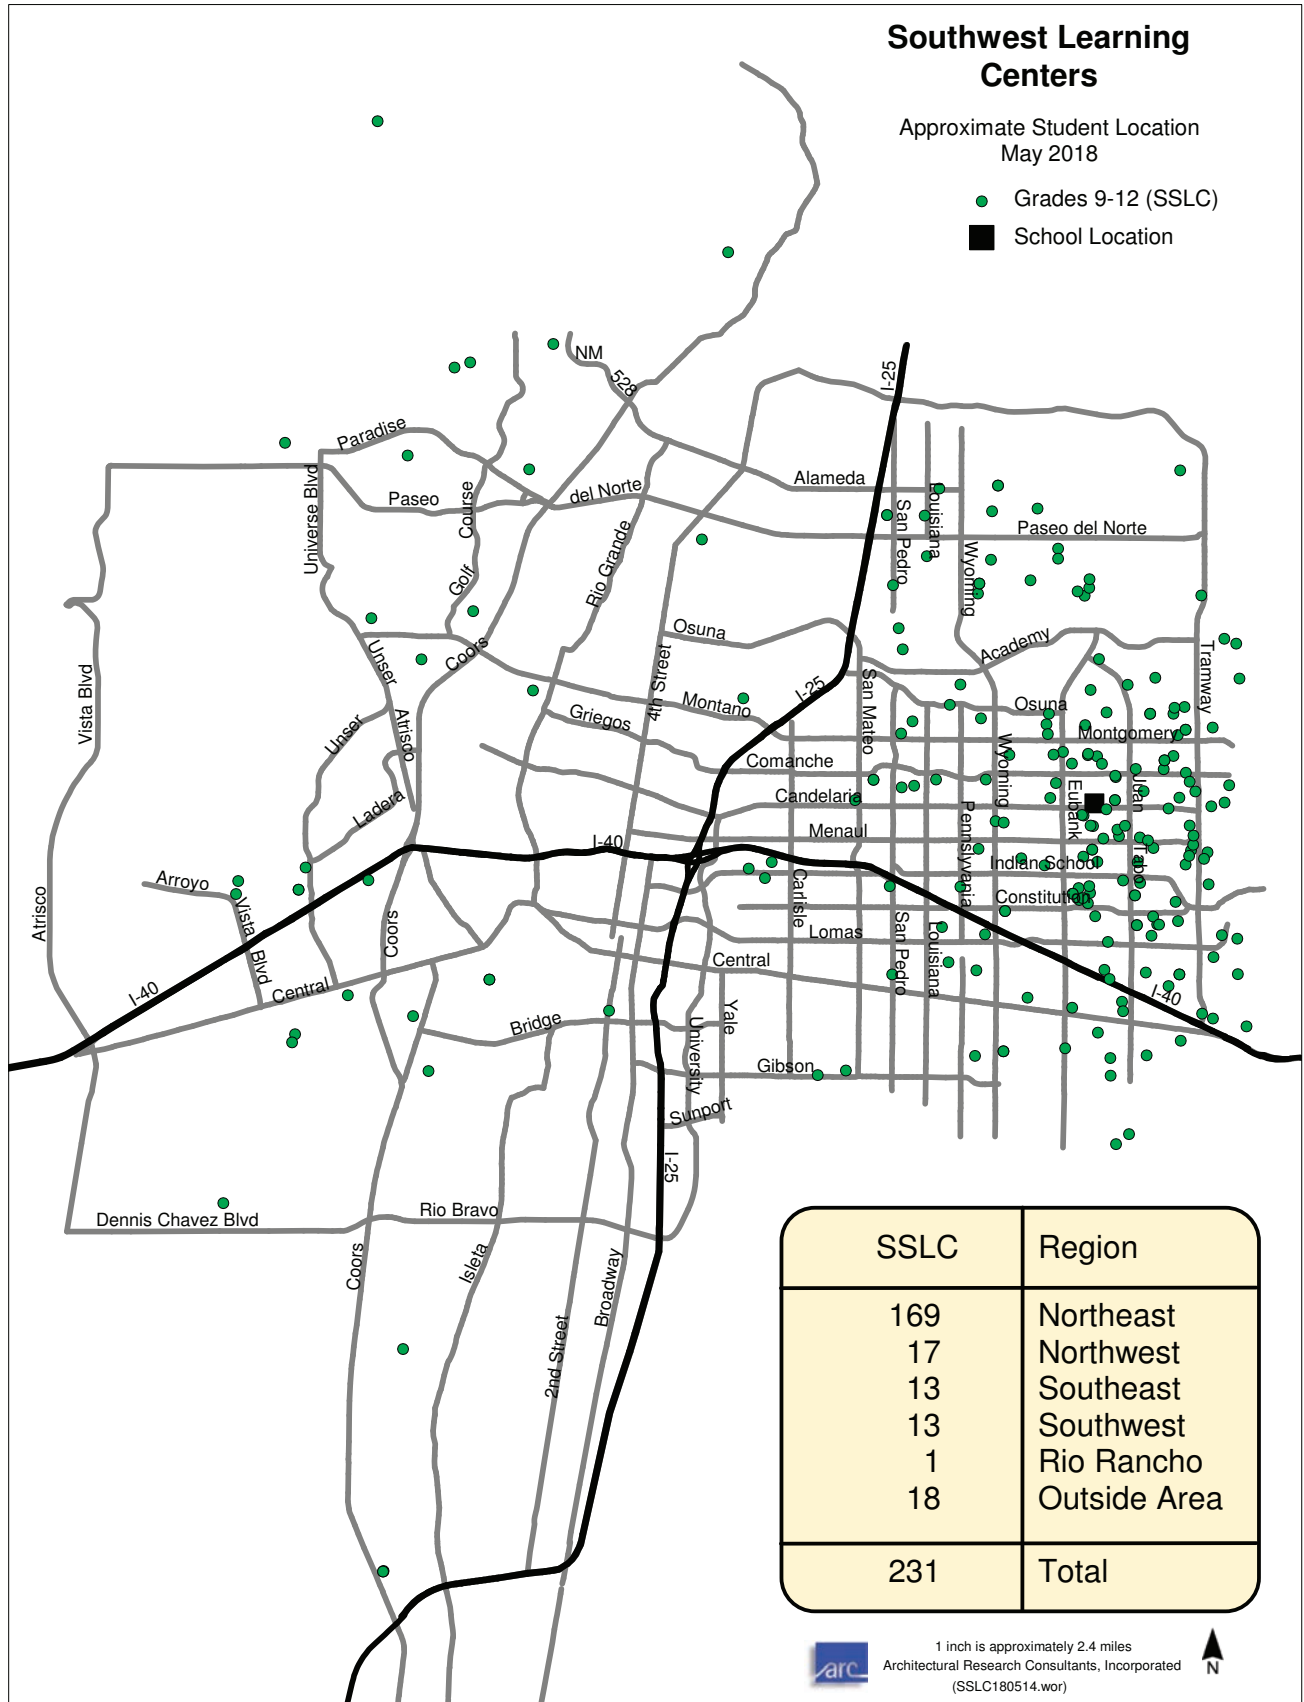 Southwest Learning
Centers
Approximate Student Location
May 2018
Grades 9-12 (SSLC)
School Location
NM
528
I-25
Paradise
Universe Blvd
Paseo
Course
del Norte
Alameda
Louisiana
San Pedro
Paseo del Norte
Wyoming
Golf
Rio Grande
Osuna
Academy
Coors
Unser
4th Street
Tramway
Vista Blvd
I-25
San Mateo
Montano
Osuna
Griegos
Atrisco
Unser
Montgomery
Comanche
Wyoming
Juan
Candelaria
Eubank
Ladera
Menaul
Pennsylvania
I-40
Indian School
Tabo
Arroyo
Carlisle
Constitution
Vista
Atrisco
Coors
San Pedro
Louisiana
Lomas
Blvd
Central
Central
I-40
I-40
Yale
Bridge
University
Gibson
Sunport
I-25
Dennis Chavez Blvd
Rio Bravo
Coors
Isleta
Broadway
2nd Street
SSLC Region
169 Northeast
17 Northwest
13 Southeast
13 Southwest
1 Rio Rancho
18 Outside Area
231 Total
arc
1 inch is approximately 2.4 miles
Architectural Research Consultants, Incorporated
(SSLC180514.wor)
N